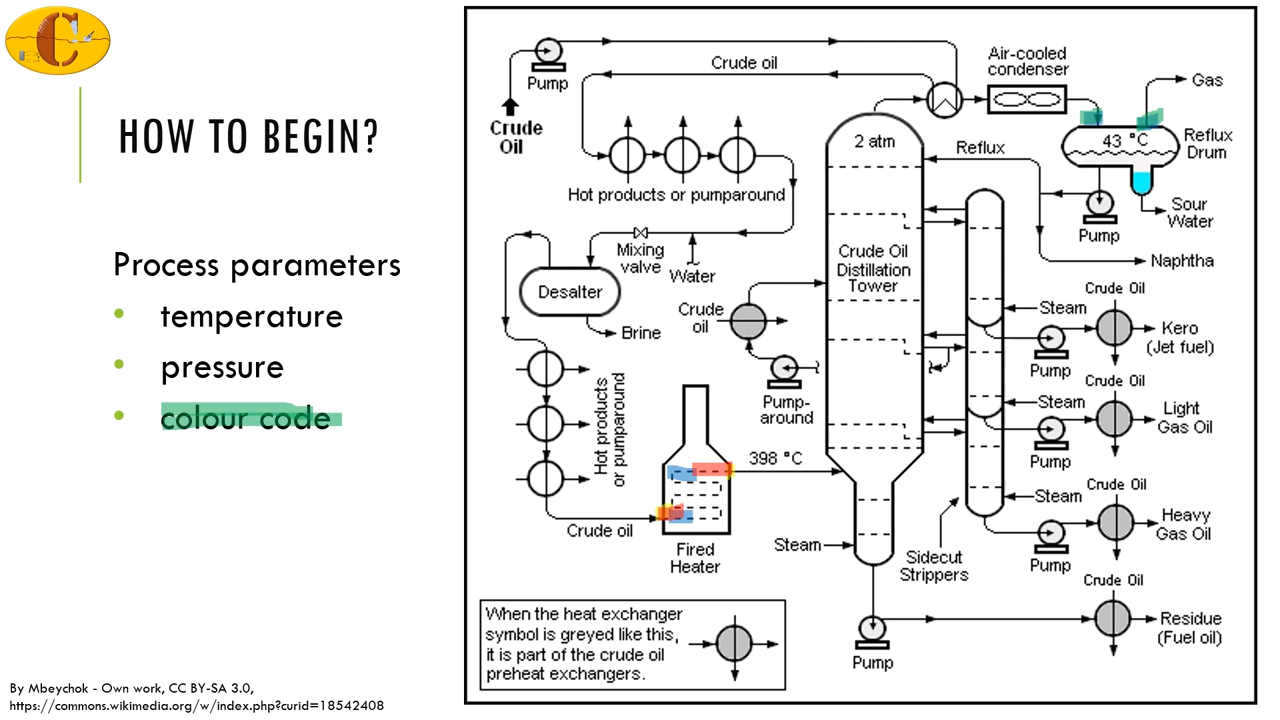 C
HOW TO BEGIN?
Process parameters
• temperature
• pressure
• colour code
By Mbeychok - Own work, CC BY-SA 3.0,
https://commons.wikimedia.org/w/index.php?curid=18542408
Pump
Crude
Oil
Crude oil
Air-cooled
condenser
Gas
43 °C
Reflux
Drum
2 atm
Reflux
Hot products or pumparound
Pump
Sour
Water
Mixing
valve
Water
Naphtha
Desalter
Brine
Crude Oil
Distillation
Tower
Crude
oil
Steam
Crude Oil
Kero
(Jet fuel)
Pump
Hot products
or pumparound
Pump-
around
Steam
Crude Oil
Light
Gas Oil
Pump
398 °C
Crude oil
Fired
Heater
Steam
Sidecut
Strippers
Steam
Crude Oil
Heavy
Gas Oil
Pump
Crude Oil
Residue
(Fuel oil)
Pump
When the heat exchanger
symbol is greyed like this,
it is part of the crude oil
preheat exchangers.